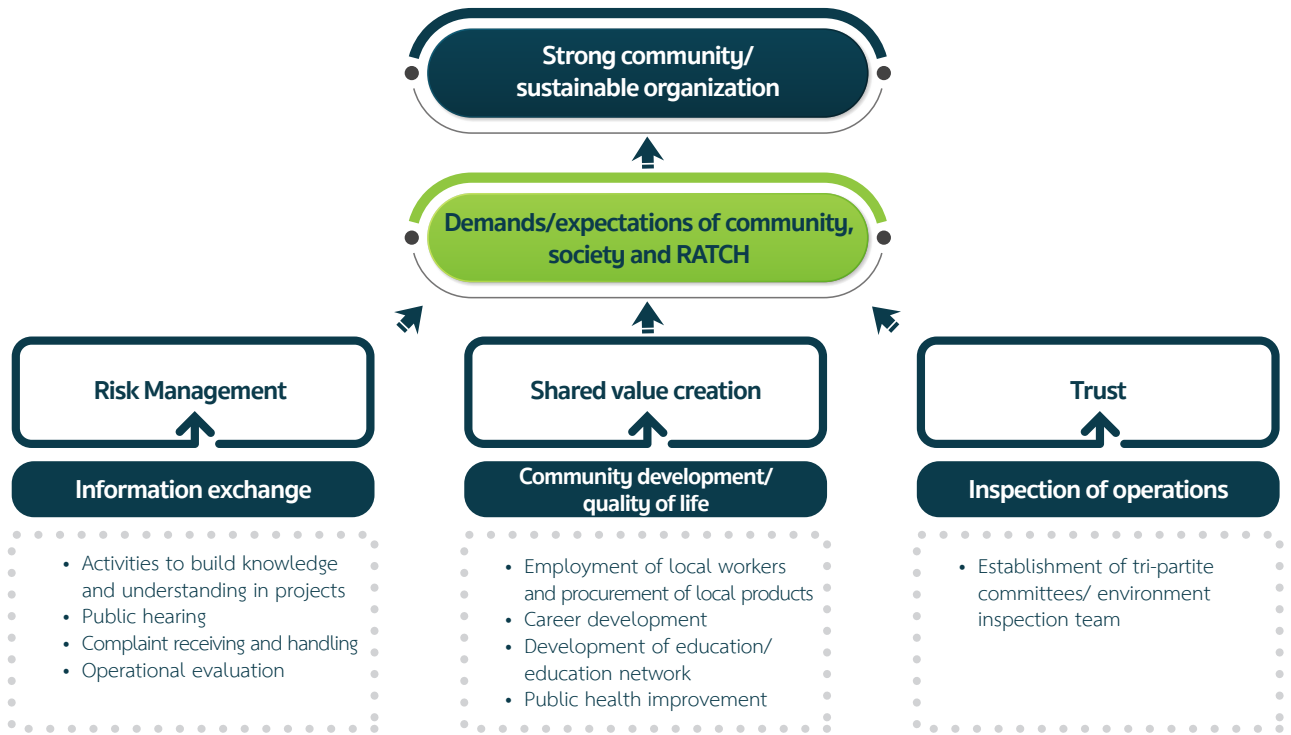 Strong community/
sustainable organization
Demands/expectations of community,
society and RATCH
Risk Management
Information exchange
• Activities to build knowledge
and understanding in projects
• Public hearing
• Complaint receiving and handling
• Operational evaluation
Shared value creation
Community development/
quality of life
• Employment of local workers
and procurement of local products
• Career development
• Development of education/
education network
• Public health improvement
Trust
Inspection of operations
• Establishment of tri-partite
committees/ environment
inspection team